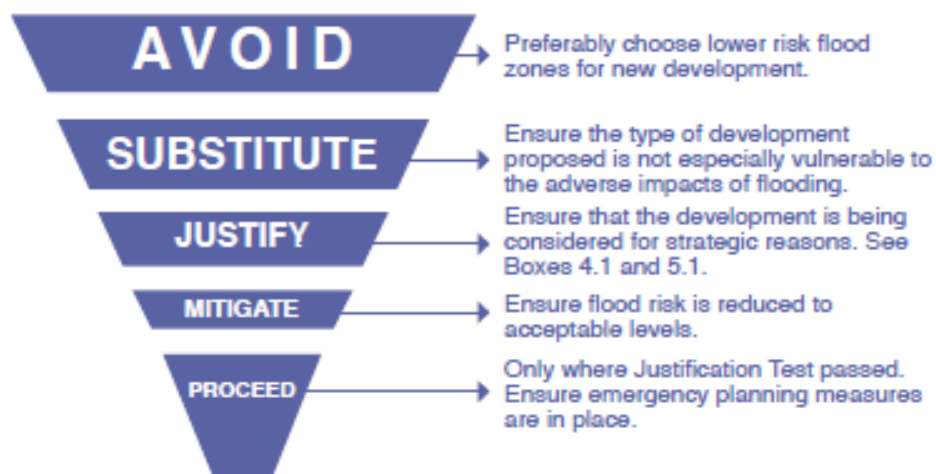 AVOID
Preferably choose lower risk flood
zones for new development.
SUBSTITUTE
Ensure the type of development
proposed is not especially vulnerable to
the adverse impacts of flooding.
JUSTIFY
Ensure that the development is being
considered for strategic reasons. See
Boxes 4.1 and 5.1.
MITIGATE
Ensure flood risk is reduced to
acceptable levels.
PROCEED
Only where Justification Test passed.
Ensure emergency planning measures
are in place.